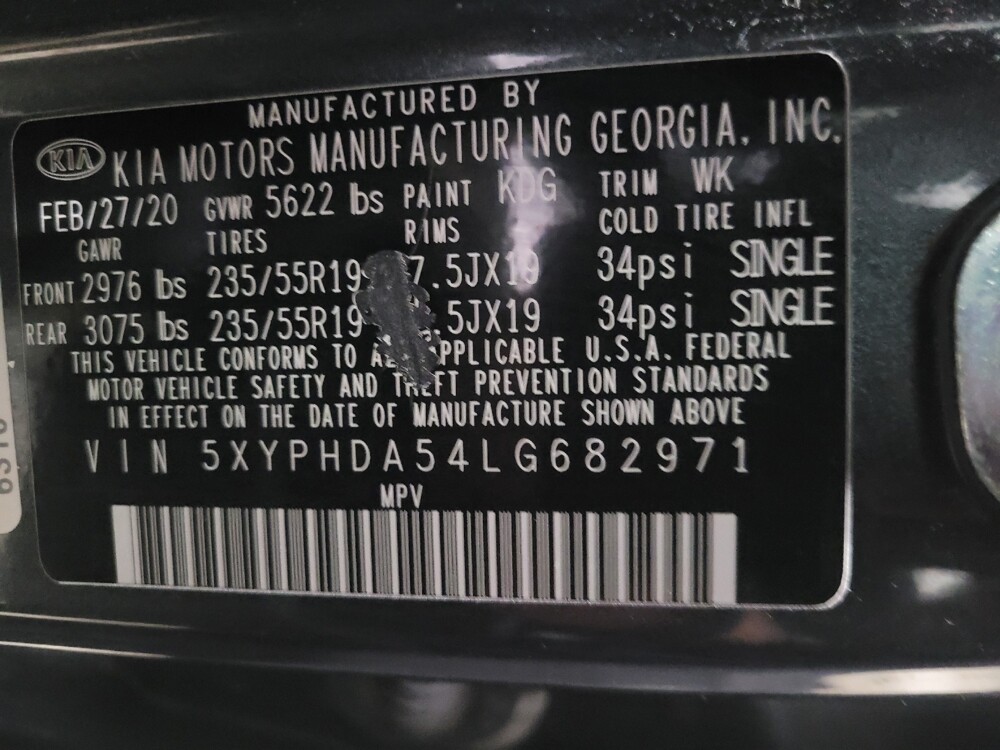 MANUFACTURED BY
KIA KIA MOTORS MANUFACTURING GEORGIA, INC.
FEB/27/20 GVWR 5622 lbs PAINT KDG TRIM WK
GAWR TIRES RIMS COLD TIRE INFL
FRONT 2976 lbs 235/55R19 7.5JX19 34psi SINGLE
REAR 3075 lbs 235/55R19 .5JX19 34psi SINGLE
THIS VEHICLE CONFORMS TO APPLICABLE U.S.A. FEDERAL
MOTOR VEHICLE SAFETY AND THEFT PREVENTION STANDARDS
IN EFFECT ON THE DATE OF MANUFACTURE SHOWN ABOVE
VIN 5XYPHDA54LG682971
MPV